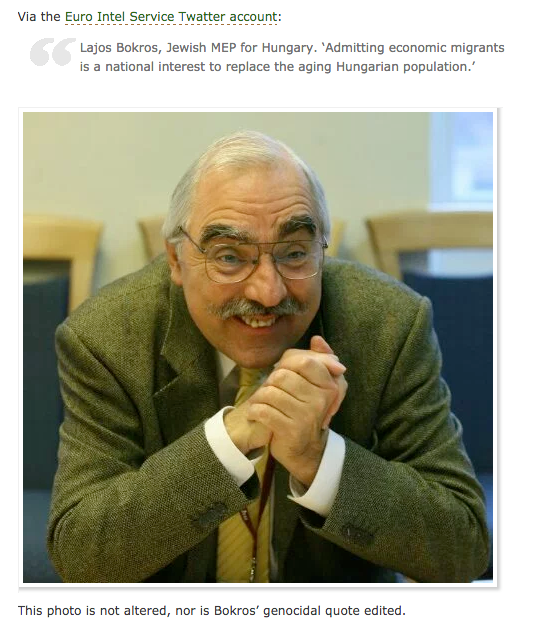 Via the Euro Intel Service Twatter account:
Lajos Bokros, Jewish MEP for Hungary. ‘Admitting economic migrants
is a national interest to replace the aging Hungarian population.’
This photo is not altered, nor is Bokros’ genocidal quote edited.